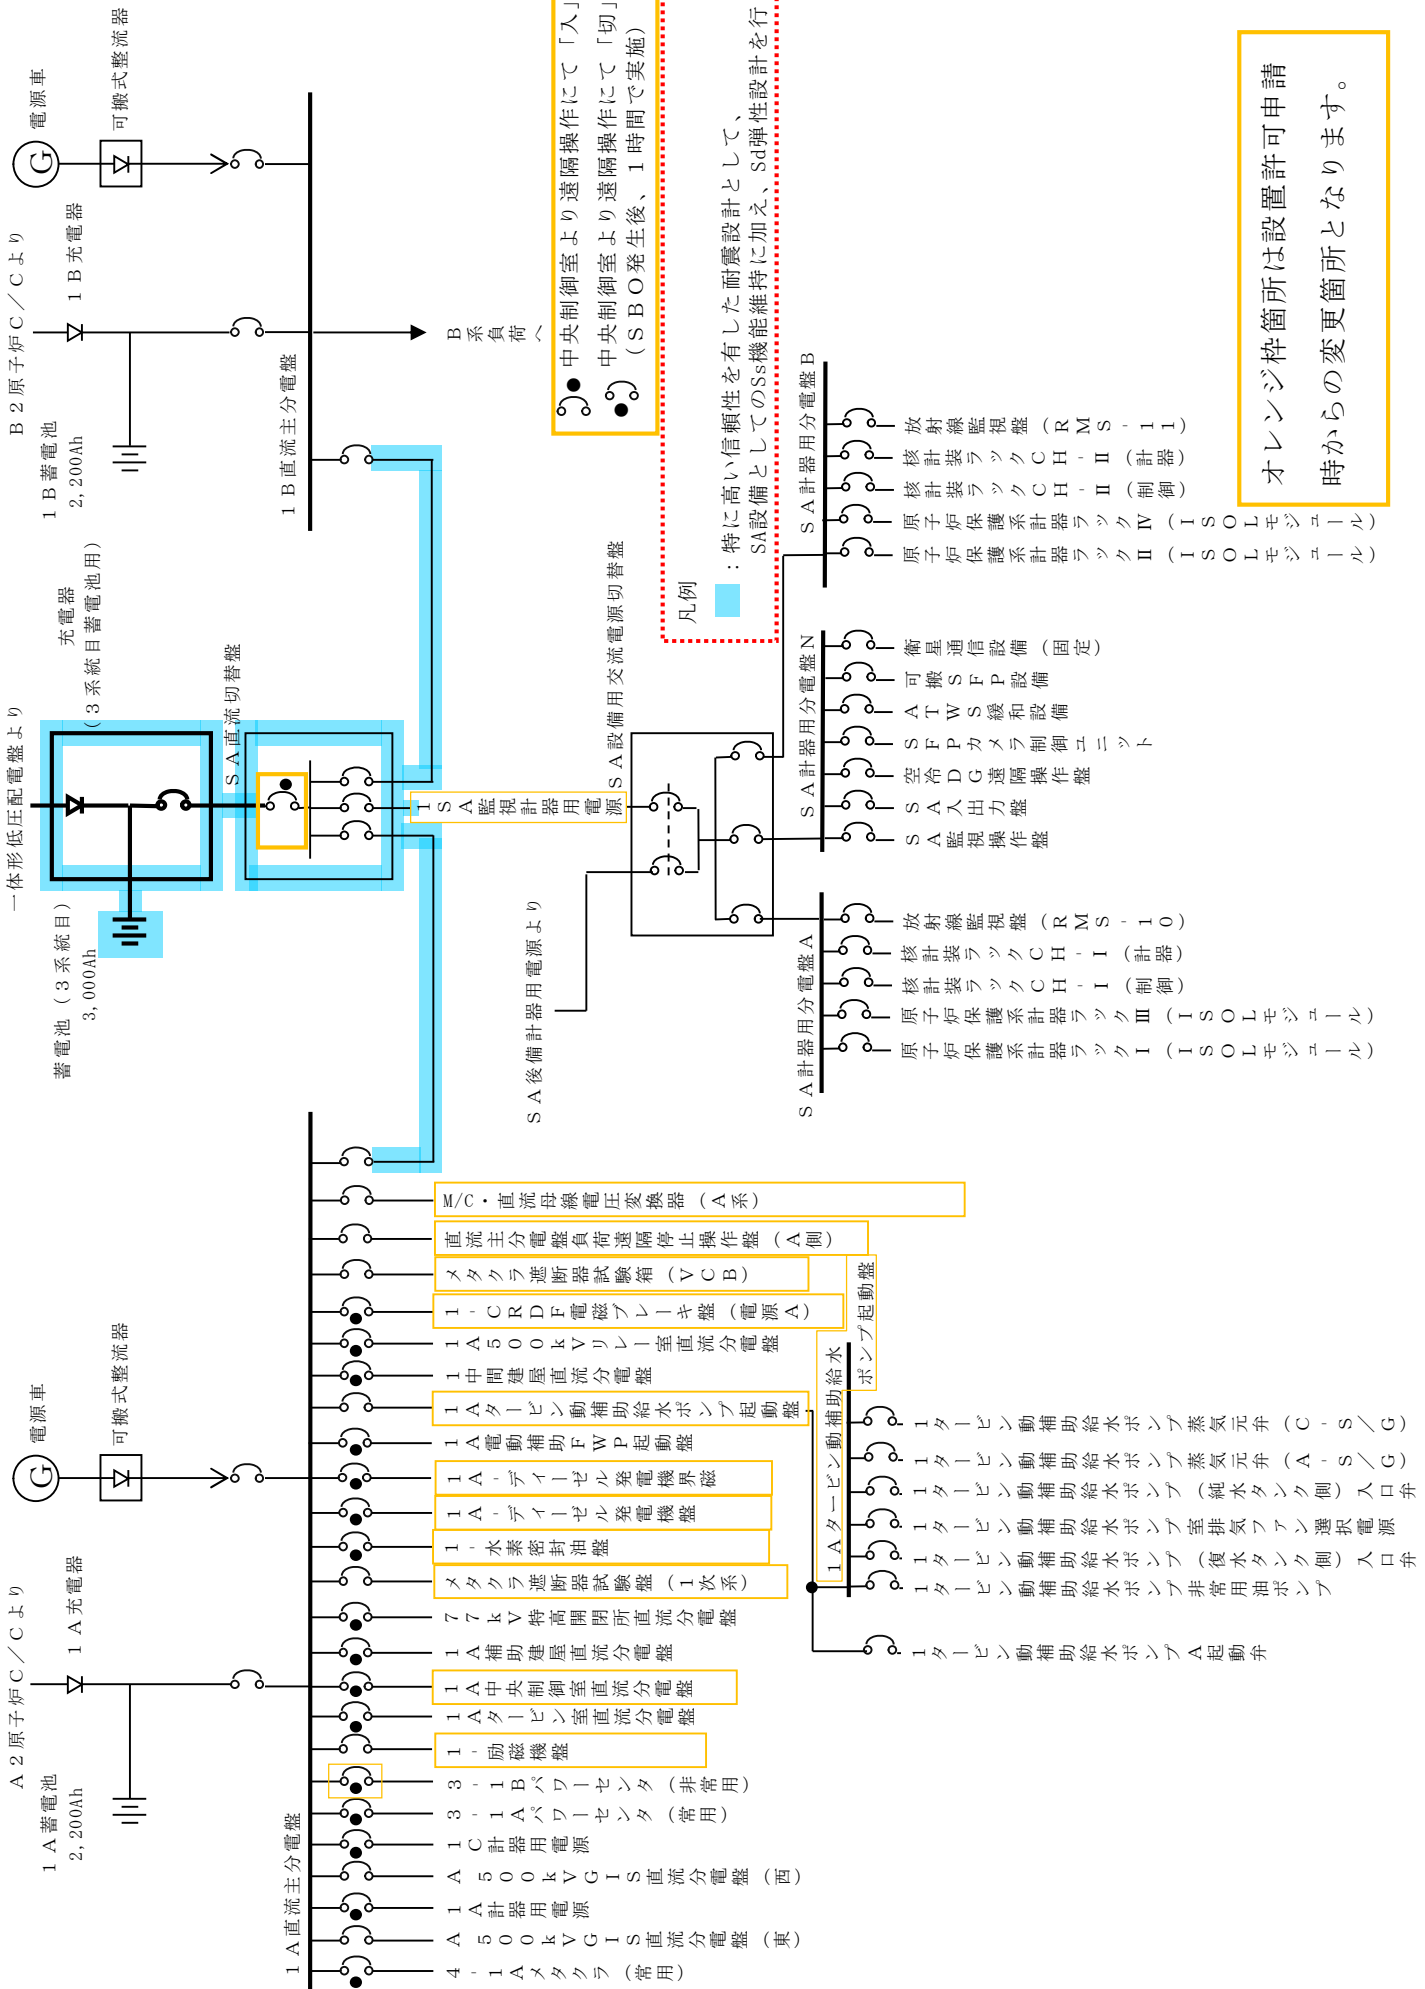 A2原子炉C/Cより
1A蓄電池
2,200Ah
1A充電器
電源車
G
可搬式整流器
1A直流主分電盤
蓄電池(3系統目)
3,000Ah
一体形低圧配電盤より
充電器
(3系統目蓄電池用)
SA直流切替盤
B2原子炉C/Cより
1B蓄電池
2,200Ah
1B充電器
電源車
G
可搬式整流器
1B直流主分電盤
B系負荷へ
4-1Aメタクラ(常用)
A 500kVGIS直流分電盤(東)
1A計器用電源
A 500kVGIS直流分電盤(西)
1C計器用電源
3-1Aパワーセンタ(常用)
3-1Bパワーセンタ(非常用)
1-励磁機盤
1Aタービン室直流分電盤
1A中央制御室直流分電盤
1A補助建屋直流分電盤
77kV特高開閉所直流分電盤
メタクラ遮断器試験盤(1次系)
1-水素密封油盤
1A-ディーゼル発電機盤
1A-ディーゼル発電機界磁
1A電動補助FWP起動盤
1Aタービン動補助給水ポンプ起動盤
1中間建屋直流分電盤
1A500kVリレー室直流分電盤
1-CRDF電磁ブレーキ盤(電源A)
メタクラ遮断器試験箱(VCB)
直流主分電盤負荷遠隔停止操作盤(A側)
M/C・直流母線電圧変換器(A系)
1SA監視計器用電源
中央制御室より遠隔操作にて「入」
中央制御室より遠隔操作にて「切」
(SBO発生後、1時間で実施)
凡例
:特に高い信頼性を有した耐震設計として、
SA設備としてのSs機能維持に加え、Sd弾性設計を行
SA後備計器用電源より
SA設備用交流電源切替盤
1Aタービン動補助給水
ポンプ起動盤
1タービン動補助給水ポンプA起動弁
1タービン動補助給水ポンプ非常用油ポンプ
1タービン動補助給水ポンプ(復水タンク側)入口弁
1タービン動補助給水ポンプ室排気ファン選択電源
1タービン動補助給水ポンプ(純水タンク側)入口弁
1タービン動補助給水ポンプ蒸気元弁(A-S/G)
1タービン動補助給水ポンプ蒸気元弁(C-S/G)
SA計器用分電盤A
原子炉保護系計器ラックⅠ(ISOLモジュール)
原子炉保護系計器ラックⅢ(ISOLモジュール)
核計装ラックCH-Ⅰ(制御)
核計装ラックCH-Ⅰ(計器)
放射線監視盤(RMS-10)
SA計器用分電盤N
SA監視操作盤
SA入出力盤
空冷DG遠隔操作盤
SFPカメラ制御ユニット
ATWS緩和設備
可搬SFP設備
衛星通信設備(固定)
SA計器用分電盤B
原子炉保護系計器ラックⅡ(ISOLモジュール)
原子炉保護系計器ラックⅣ(ISOLモジュール)
核計装ラックCH-Ⅱ(制御)
核計装ラックCH-Ⅱ(計器)
放射線監視盤(RMS-11)
オレンジ枠箇所は設置許可申請
時からの変更箇所となります。